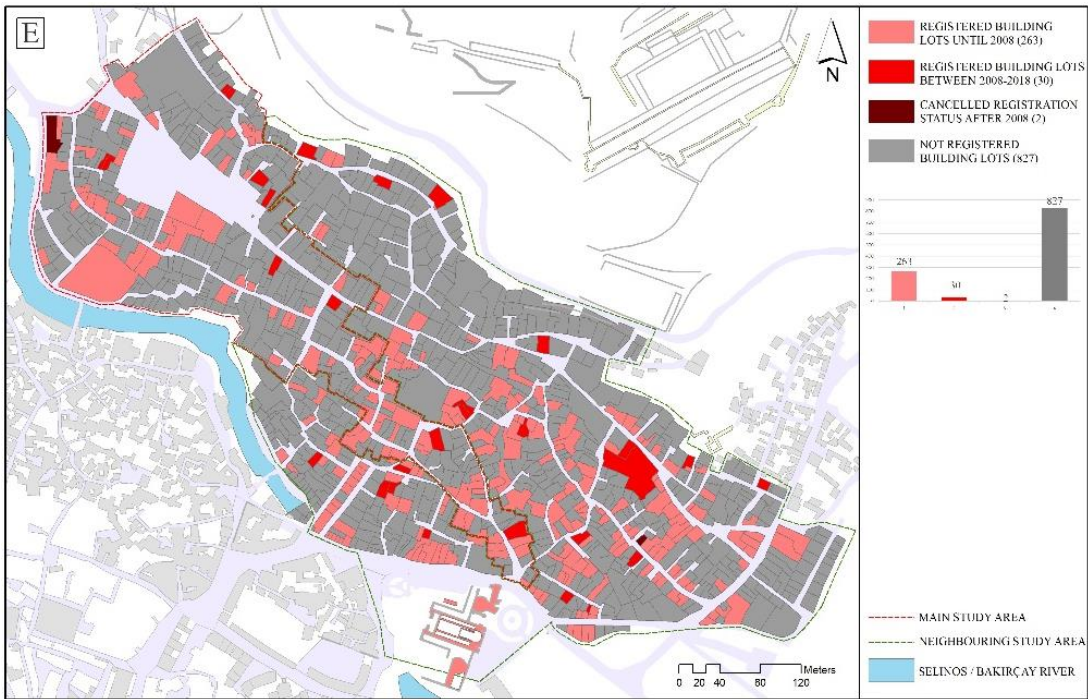 E
N
REGISTERED BUILDING
LOTS UNTIL 2008 (263)
REGISTERED BUILDING LOTS
BETWEEN 2008-2018 (30)
CANCELLED REGISTRATION
STATUS AFTER 2008 (2)
NOT REGISTERED
BUILDING LOTS (827)
827
263
30
2
MAIN STUDY AREA
NEIGHBOURING STUDY AREA
SELINOS / BAKIRÇAY RIVER
Meters
0 20 40 80 120